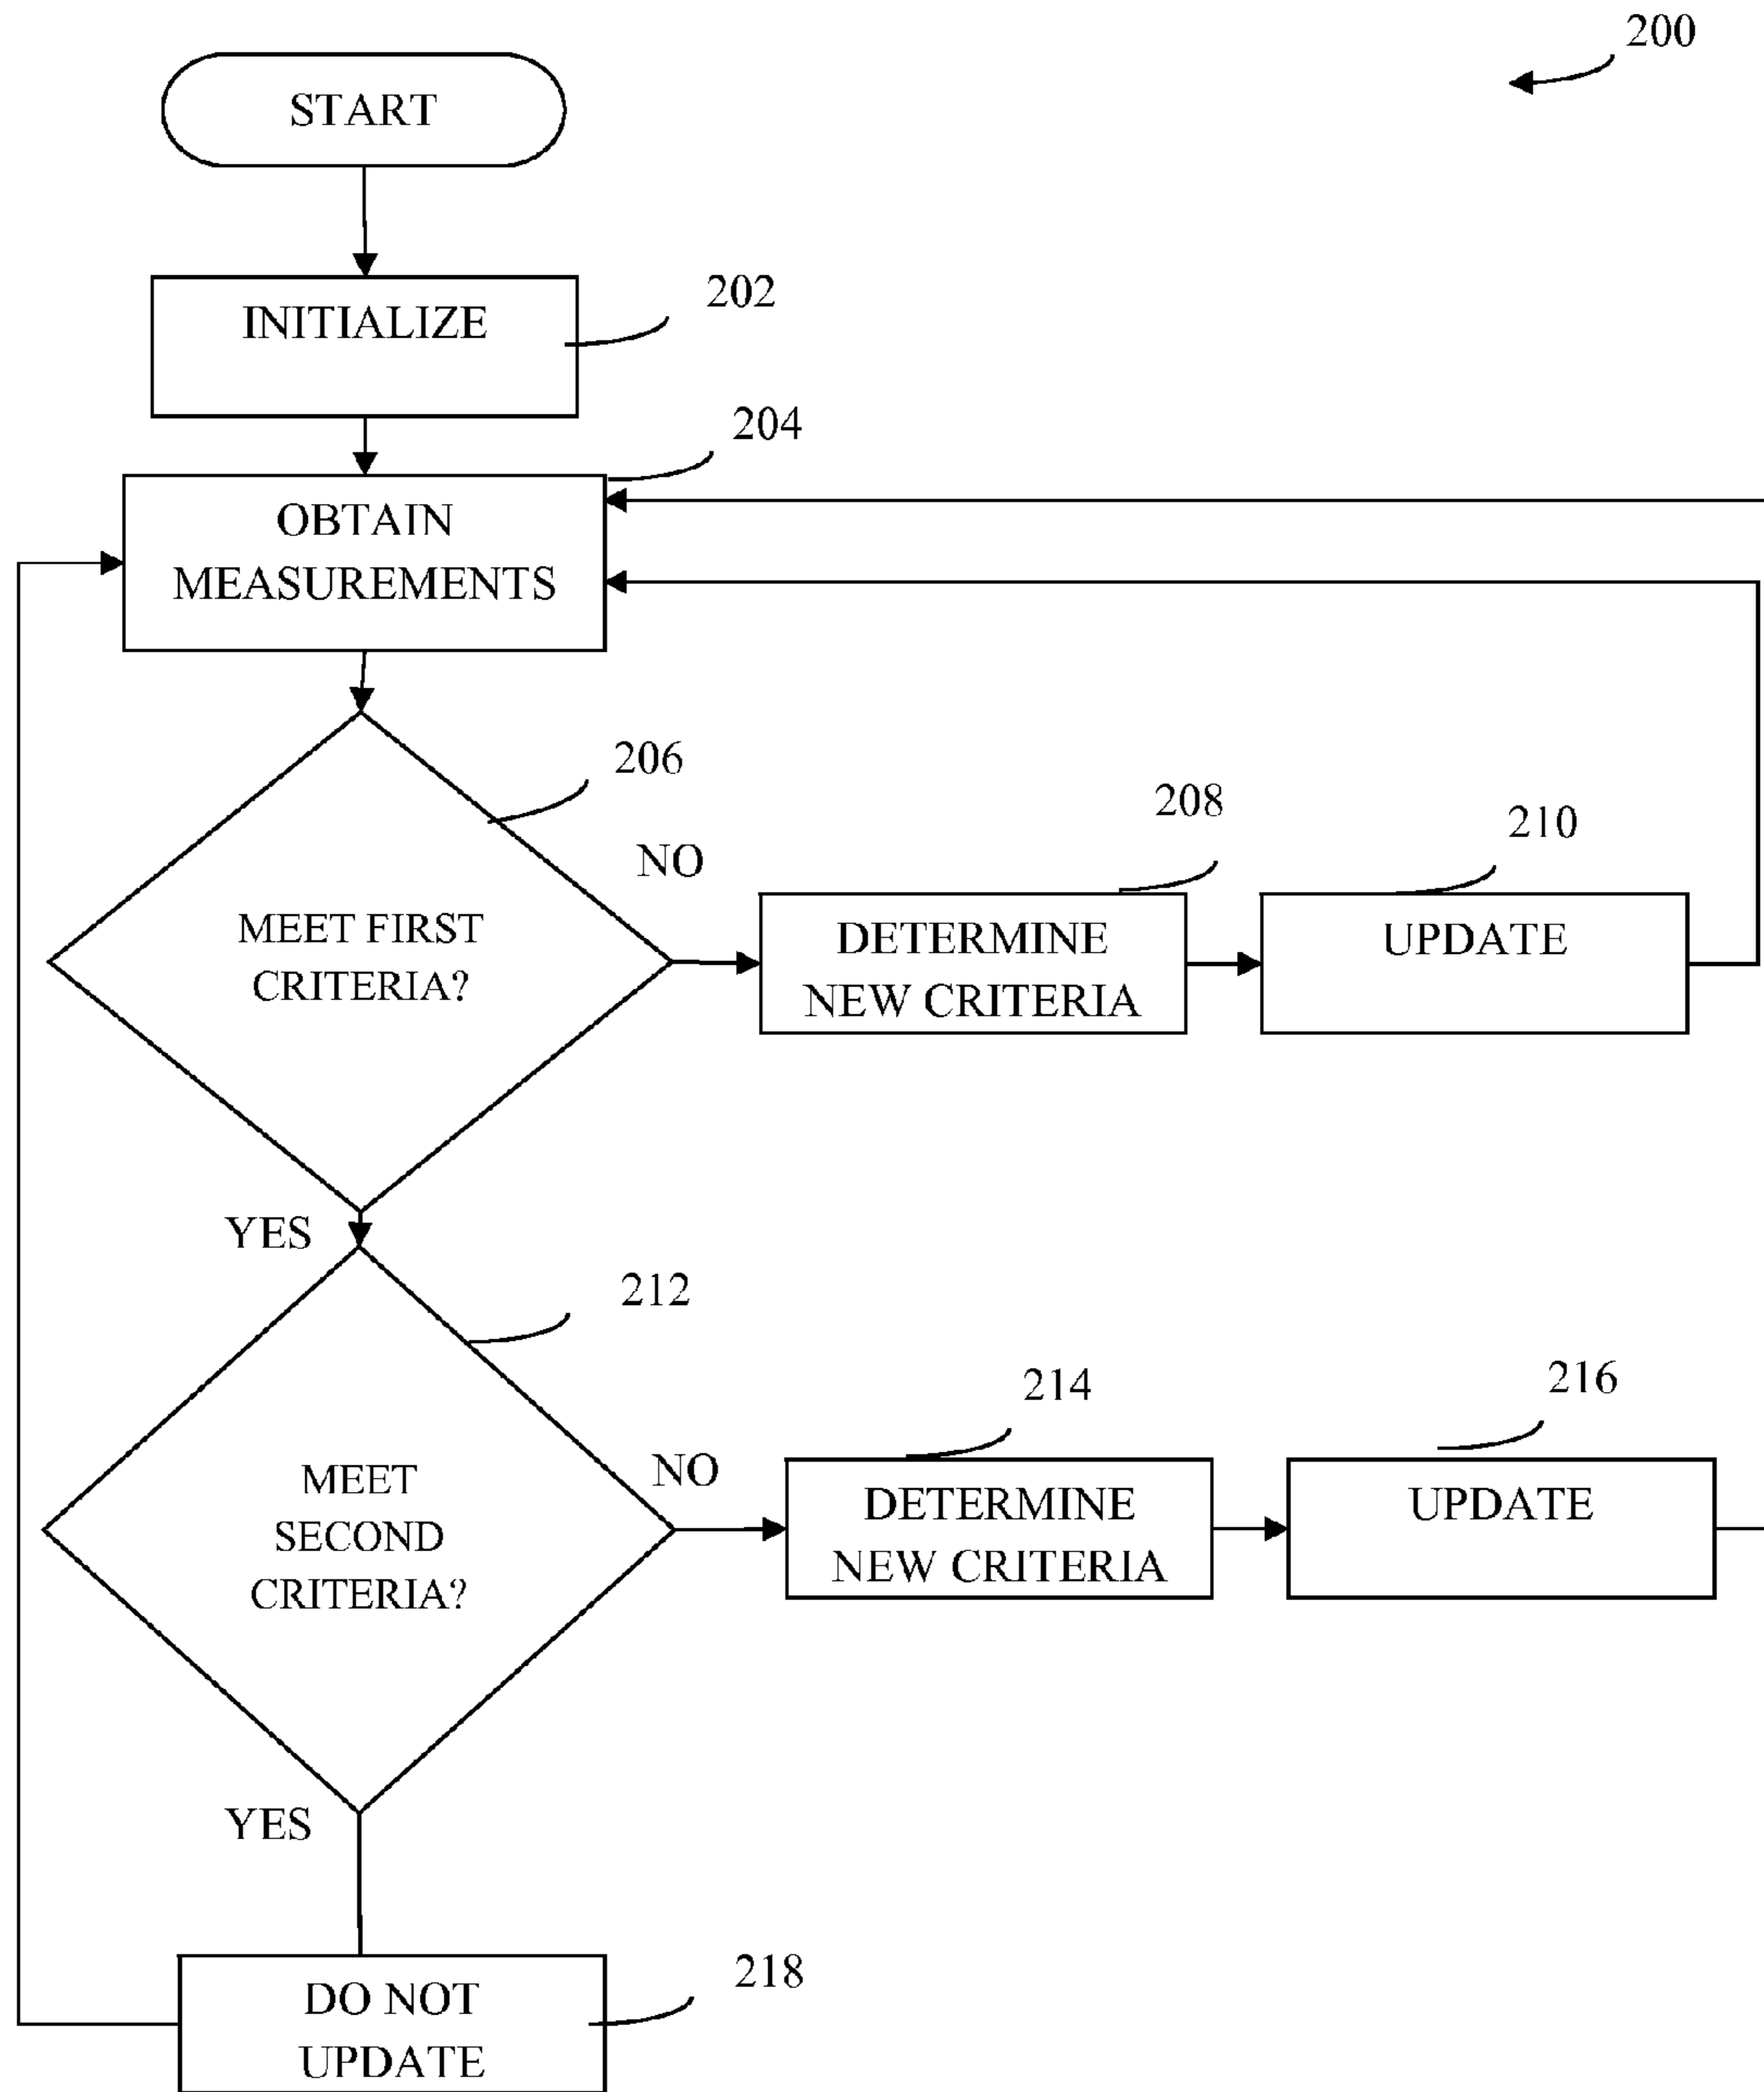 200
START
INITIALIZE
202
204
OBTAIN
MEASUREMENTS
206
MEET FIRST
CRITERIA?
NO
208
DETERMINE
NEW CRITERIA
210
UPDATE
YES
212
MEET
SECOND
CRITERIA?
NO
214
DETERMINE
NEW CRITERIA
216
UPDATE
YES
218
DO NOT
UPDATE